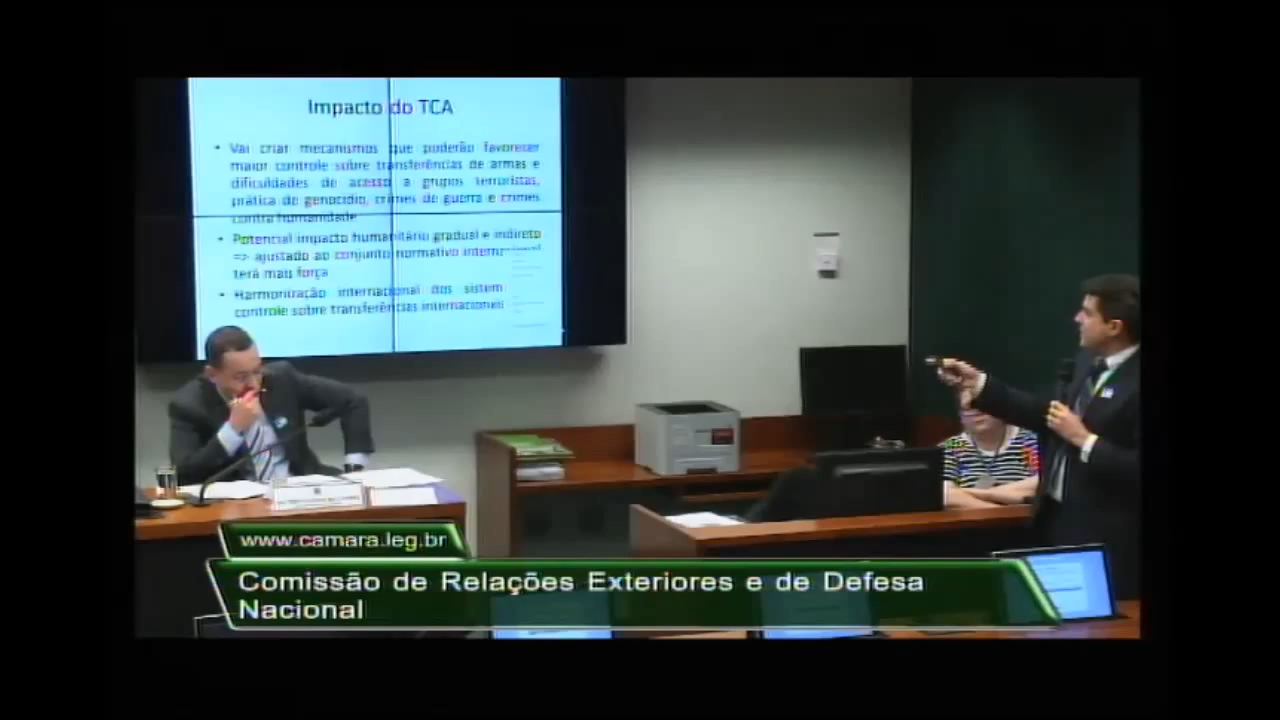 Impacto do TCA
• Vai criar mecanismos que poderão favorecer
maior controle sobre transferências de armas e
dificuldades de acesso a grupos terroristas,
prática de genocídio, crimes de guerra e crimes
contra humanidade
• Potencial impacto humanitário gradual e indireto
=> ajustado ao conjunto normativo intern
terá mais força
• Harmonização internacional dos sistem
controle sobre transferências internacionei
www.camara.leg.br
Comissão de Relações Exteriores e de Defesa
Nacional